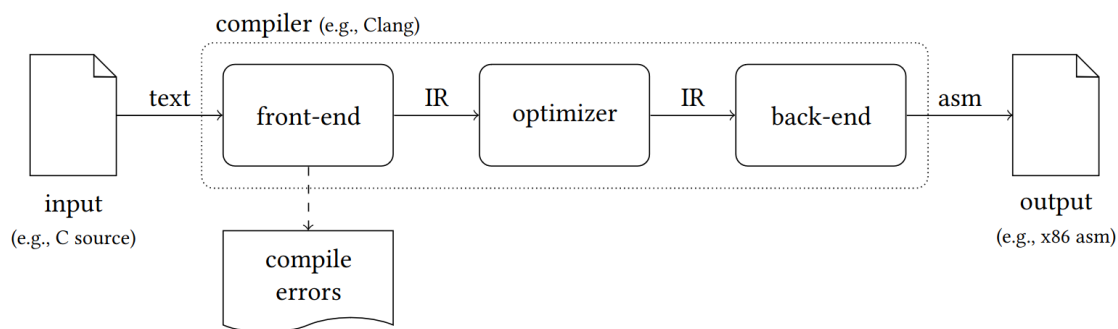 compiler (e.g., Clang)
text
front-end
IR
optimizer
IR
back-end
asm
input
(e.g., C source)
output
(e.g., x86 asm)
compile
errors